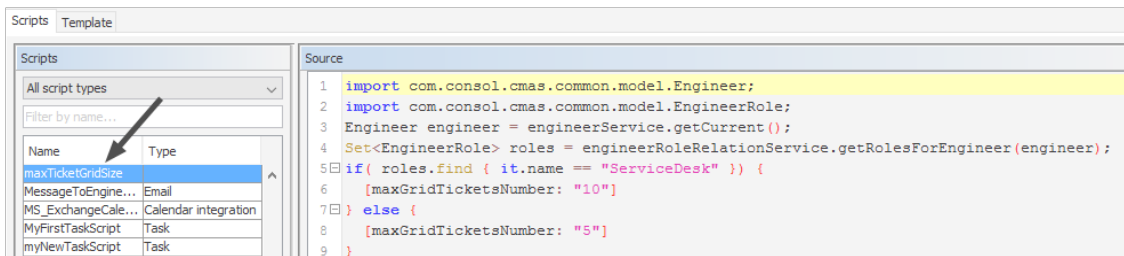 Scripts Template
Scripts
All script types
Filter by name...
Name Type
maxTicketGridSize
MessageToEngine... Email
MS_ExchangeCale... Calendar integration
MyFirstTaskScript Task
myNewTaskScript Task
Source
1 import com.consol.cmas.common.model.Engineer;
2 import com.consol.cmas.common.model.EngineerRole;
3 Engineer engineer = engineerService.getCurrent();
4 Set<EngineerRole> roles = engineerRoleRelationService.getRolesForEngineer(engineer);
5 if( roles.find { it.name == "ServiceDesk" }) {
6 [maxGridTicketsNumber: "10"]
7 } else {
8 [maxGridTicketsNumber: "5"]
9 }